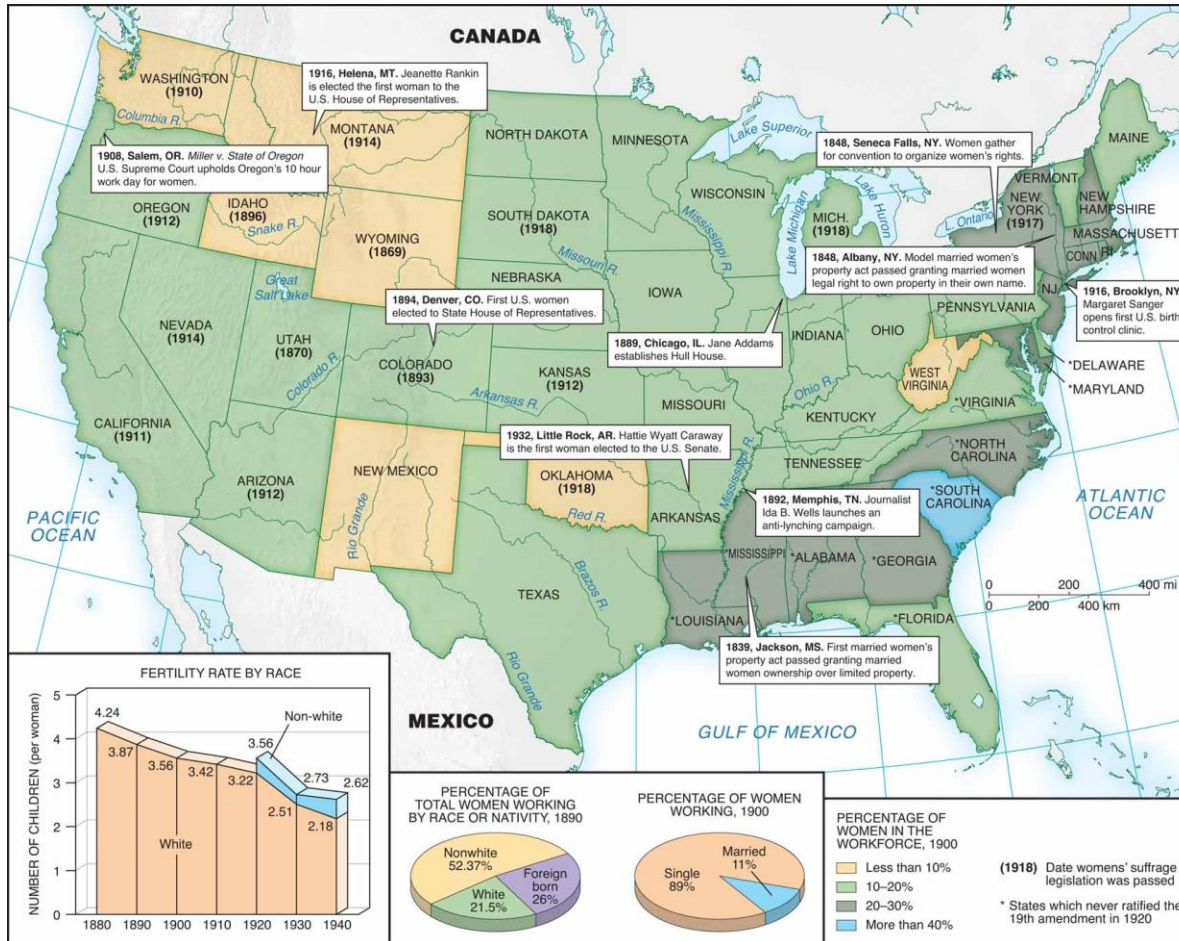 CANADA
WASHINGTON
(1910)
Columbia R.
1916, Helena, MT. Jeanette Rankin
is elected the first woman to the
U.S. House of Representatives.
MONTANA
(1914)
NORTH DAKOTA
MINNESOTA
Lake Superior
MAINE
1848, Seneca Falls, NY. Women gather
for convention to organize women's rights.
1908, Salem, OR. Miller v. State of Oregon
U.S. Supreme Court upholds Oregon's 10 hour
work day for women.
OREGON
(1912)
IDAHO
(1896)
Snake R.
WYOMING
(1869)
SOUTH DAKOTA
(1918)
WISCONSIN
Mississippi R.
Lake Michigan
MICH.
(1918)
Lake Huron
L. Ontario
VERMONT
NEW
YORK
(1917)
NEW
HAMPSHIRE
MASSACHUSETT
CONN
RI
1848, Albany, NY. Model married women's
property act passed granting married women
legal right to own property in their own name.
Missouri R.
NEBRASKA
IOWA
Great
Salt Lake
1894, Denver, CO. First U.S. women
elected to State House of Representatives.
NJ
1916, Brooklyn, NY
Margaret Sanger
opens first U.S. birth
control clinic.
PENNSYLVANIA
NEVADA
(1914)
UTAH
(1870)
Colorado R.
COLORADO
(1893)
INDIANA
OHIO
1889, Chicago, IL. Jane Addams
establishes Hull House.
KANSAS
(1912)
Arkansas R.
MISSOURI
Ohio R.
WEST
VIRGINIA
*DELAWARE
*MARYLAND
*VIRGINIA
KENTUCKY
CALIFORNIA
(1911)
1932, Little Rock, AR. Hattie Wyatt Caraway
is the first woman elected to the U.S. Senate.
ARIZONA
(1912)
NEW MEXICO
Rio Grande
OKLAHOMA
(1918)
Red R.
ARKANSAS
Mississippi R.
TENNESSEE
*NORTH
CAROLINA
*SOUTH
CAROLINA
1892, Memphis, TN. Journalist
Ida B. Wells launches an
anti-lynching campaign.
PACIFIC
OCEAN
ATLANTIC
OCEAN
*MISSISSIPPI
*ALABAMA
*GEORGIA
TEXAS
Brazos R.
*LOUISIANA
*FLORIDA
0 200 400 mi
0 200 400 km
1839, Jackson, MS. First married women's
property act passed granting married
women ownership over limited property.
Rio Grande
MEXICO
GULF OF MEXICO
FERTILITY RATE BY RACE
NUMBER OF CHILDREN (per woman)
5
4
3
2
1
0
4.24
3.87
3.56
3.42
3.22
3.56
2.51
2.73
2.18
2.62
Non-white
White
1880 1890 1900 1910 1920 1930 1940
PERCENTAGE OF
TOTAL WOMEN WORKING
BY RACE OR NATIVITY, 1890
Nonwhite
52.37%
White
21.5%
Foreign
born
26%
PERCENTAGE OF WOMEN
WORKING, 1900
Married
11%
Single
89%
PERCENTAGE OF
WOMEN IN THE
WORKFORCE, 1900
Less than 10%
10–20%
20–30%
More than 40%
(1918) Date womens' suffrage
legislation was passed
* States which never ratified the
19th amendment in 1920